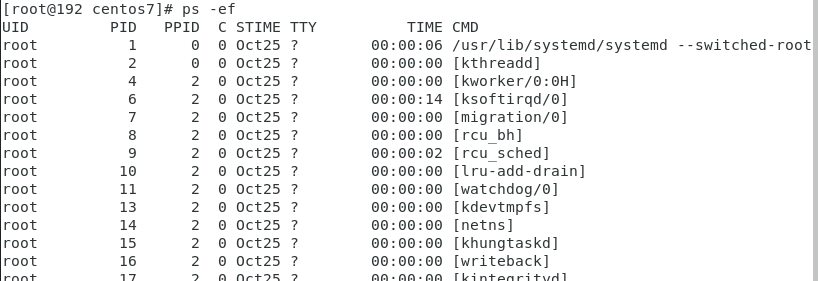 [root@192 centos7]# ps -ef
UID        PID  PPID  C STIME TTY          TIME CMD
root         1     0  0 Oct25 ?        00:00:06 /usr/lib/systemd/systemd --switched-root
root         2     0  0 Oct25 ?        00:00:00 [kthreadd]
root         4     2  0 Oct25 ?        00:00:00 [kworker/0:0H]
root         6     2  0 Oct25 ?        00:00:14 [ksoftirqd/0]
root         7     2  0 Oct25 ?        00:00:00 [migration/0]
root         8     2  0 Oct25 ?        00:00:00 [rcu_bh]
root         9     2  0 Oct25 ?        00:00:02 [rcu_sched]
root        10     2  0 Oct25 ?        00:00:00 [lru-add-drain]
root        11     2  0 Oct25 ?        00:00:00 [watchdog/0]
root        13     2  0 Oct25 ?        00:00:00 [kdevtmpfs]
root        14     2  0 Oct25 ?        00:00:00 [netns]
root        15     2  0 Oct25 ?        00:00:00 [khungtaskd]
root        16     2  0 Oct25 ?        00:00:00 [writeback]
root        17     2  0 Oct25 ?        00:00:00 [kintegrityd]